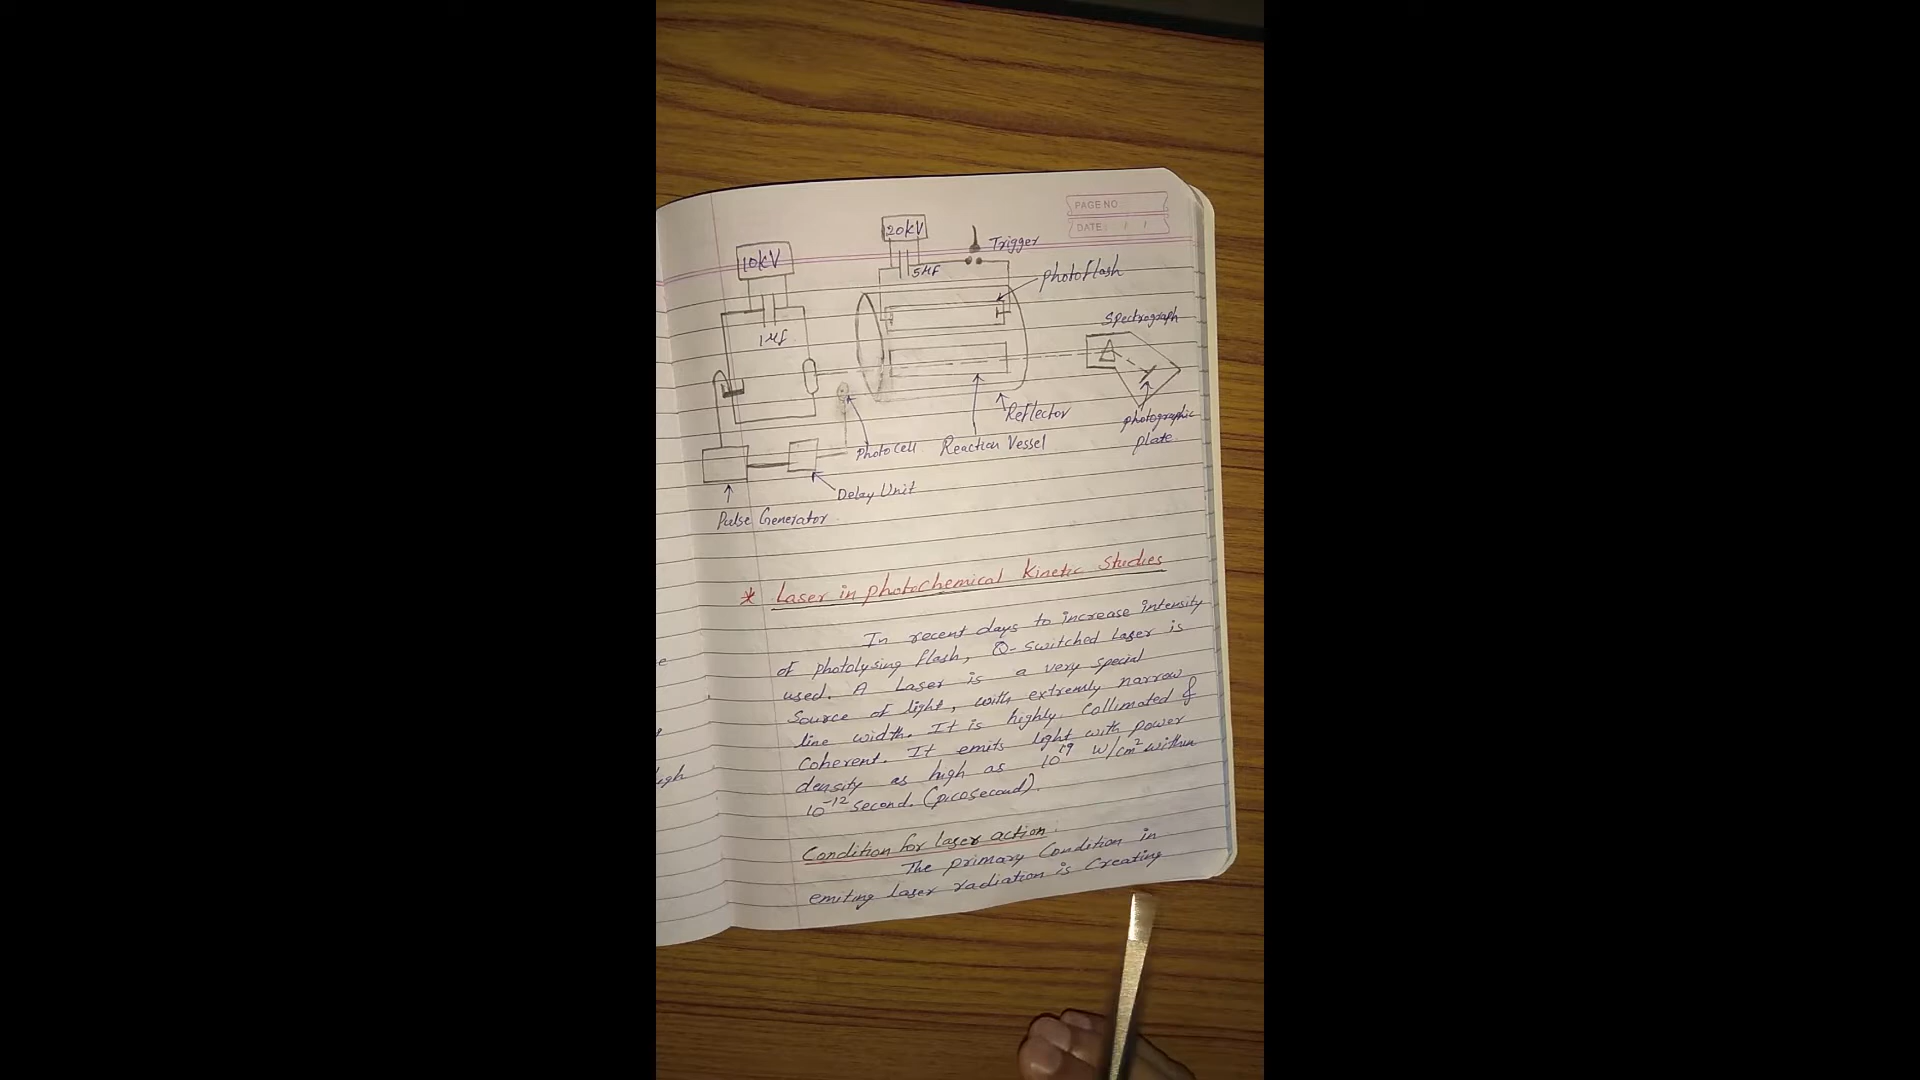 PAGE NO
DATE: / /
20kV
Trigger
10kV
5μF
photoflash
Spectrograph
1μf
Reflector
photographic
plate
Photocell
Reaction Vessel
Delay Unit
Pulse Generator
* Laser in photochemical kinetic studies
In recent days to increase intensity
of photolysing flash, Q-switched Laser is
used. A Laser is a very special
source of light, with extremly narrow
line width. It is highly collimated &
coherent. It emits light with power
density as high as 10^19 W/cm² within
10^-12 second. (picosecond).
Condition for laser action
The primary condition in
emiting laser radiation is creating
e
igh